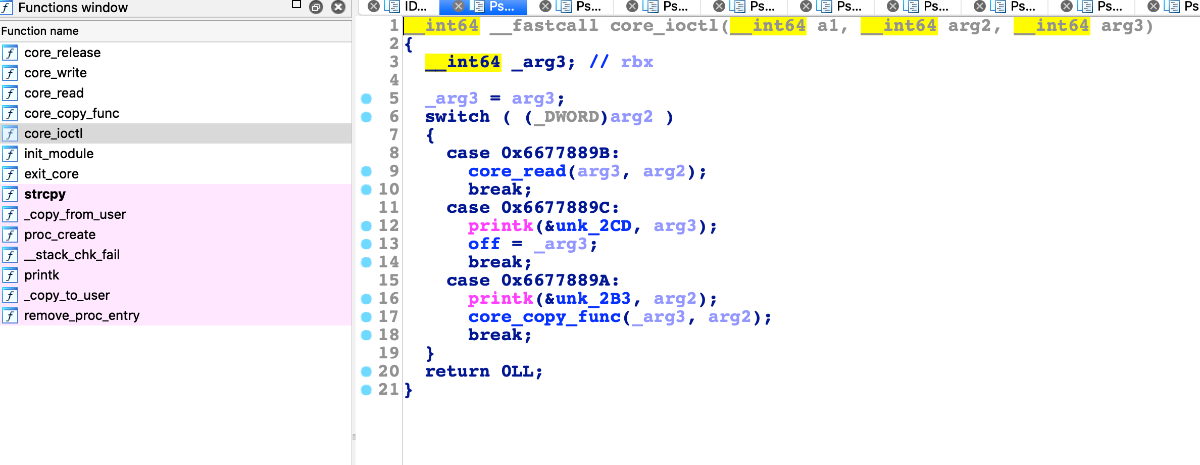 Functions window
Function name
core_release
core_write
core_read
core_copy_func
core_ioctl
init_module
exit_core
strcpy
_copy_from_user
proc_create
__stack_chk_fail
printk
_copy_to_user
remove_proc_entry
ID... Ps... Ps... Ps... Ps... Ps... Ps... Ps... Ps... Ps
1 __int64 __fastcall core_ioctl(__int64 a1, __int64 arg2, __int64 arg3)
2 {
3 __int64 _arg3; // rbx
4
5 _arg3 = arg3;
6 switch ( (_DWORD)arg2 )
7 {
8 case 0x6677889B:
9 core_read(arg3, arg2);
10 break;
11 case 0x6677889C:
12 printk(&unk_2CD, arg3);
13 off = _arg3;
14 break;
15 case 0x6677889A:
16 printk(&unk_2B3, arg2);
17 core_copy_func(_arg3, arg2);
18 break;
19 }
20 return 0LL;
21 }